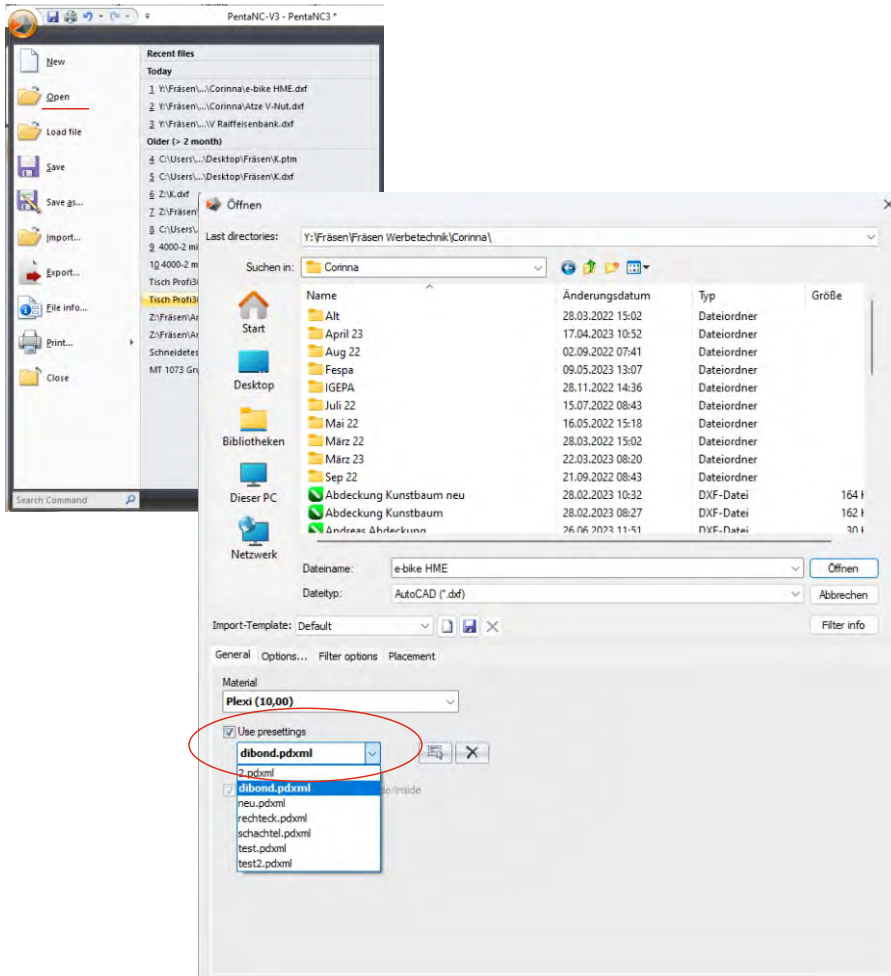 PentaNC-V3 - PentaNC3 *
New
Open
Load file
Save
Save as...
Import...
Export...
File info...
Print...
Close
Search Command
Recent files
Today
1 Y:\Fräsen\...\Corinna\e-bike HME.dxf
2 Y:\Fräsen\...\Corinna\Atze V-Nut.dxf
3 Y:\Fräsen\...\V Raiffeisenbank.dxf
Older (> 2 month)
4 C:\Users\...\Desktop\Fräsen\K.ptm
5 C:\Users\...\Desktop\Fräsen\K.dxf
6 Z:\K.dxf
7 Z:\Fräsen\
8 C:\Users\...
9 4000-2 mi
10 4000-2 m
Tisch Profi3
Tisch Profi3
Z:\Fräsen\Ar
Z:\Fräsen\Ar
Schneidetes
MT 1073 Gru
Öffnen
Last directories: Y:\Fräsen\Fräsen Werbetechnik\Corinna\
Suchen in: Corinna
Start
Desktop
Bibliotheken
Dieser PC
Netzwerk
Name Änderungsdatum Typ Größe
Alt 28.03.2022 15:02 Dateiordner
April 23 17.04.2023 10:52 Dateiordner
Aug 22 02.09.2022 07:41 Dateiordner
Fespa 09.05.2023 13:07 Dateiordner
IGEPA 28.11.2022 14:36 Dateiordner
Juli 22 15.07.2022 08:43 Dateiordner
Mai 22 16.05.2022 15:18 Dateiordner
März 22 28.03.2022 15:02 Dateiordner
März 23 22.03.2023 08:20 Dateiordner
Sep 22 21.09.2022 08:43 Dateiordner
Abdeckung Kunstbaum neu 28.02.2023 10:32 DXF-Datei 164
Abdeckung Kunstbaum 28.02.2023 08:27 DXF-Datei 162
Andreas Abdeckung 26.06.2023 11:51 DXF-Datei 30
Dateiname: e-bike HME Öffnen
Dateityp: AutoCAD (*.dxf) Abbrechen
Import-Template: Default Filter info
General Options... Filter options Placement
Material
Plexi (10,00)
Use presettings
dibond.pdxml
2.pdxml
dibond.pdxml
neu.pdxml
rechteck.pdxml
schachtel.pdxml
test.pdxml
test2.pdxml
de/inside